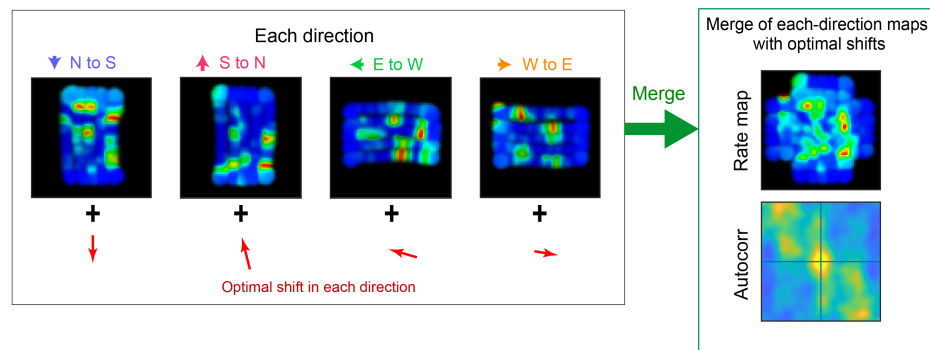 Each direction
N to S
S to N
E to W
W to E
+
+
+
+
Optimal shift in each direction
Merge
Merge of each-direction maps
with optimal shifts
Rate map
Autocorr